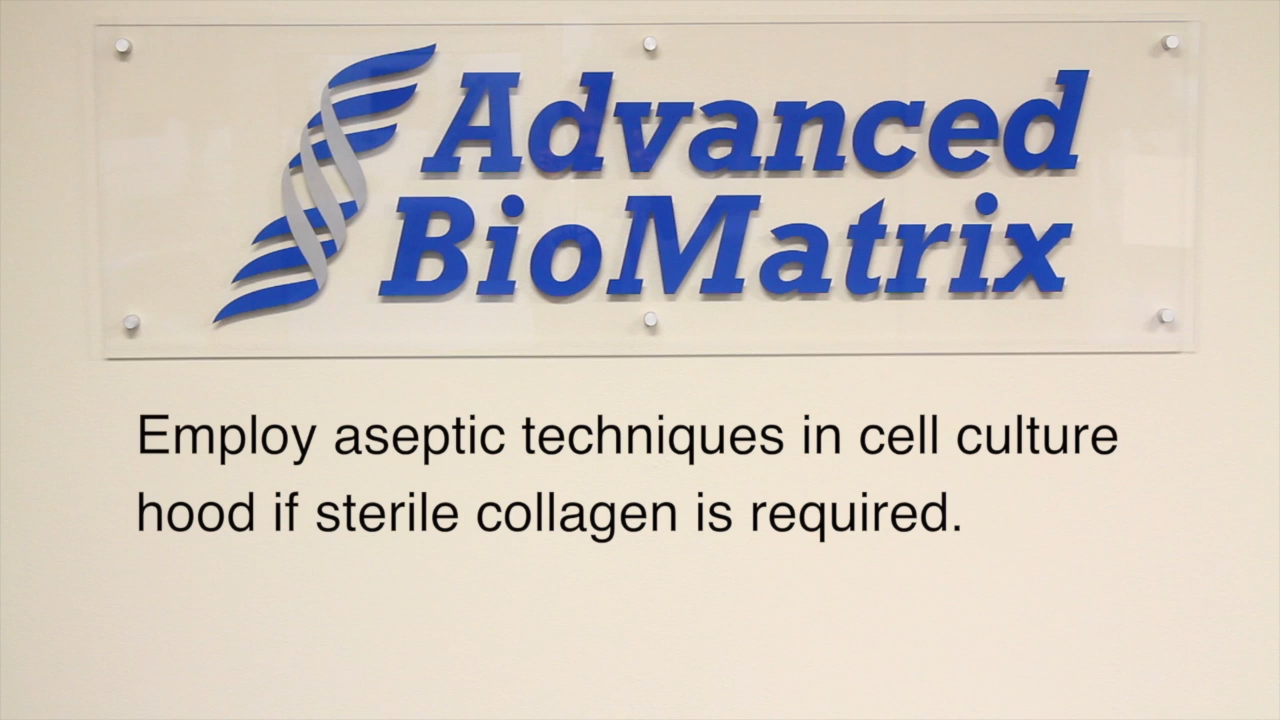 Advanced
BioMatrix
Employ aseptic techniques in cell culture
hood if sterile collagen is required.